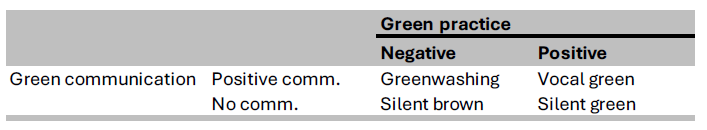 Green practice
Negative Positive
Green communication Positive comm. Greenwashing Vocal green
No comm. Silent brown Silent green